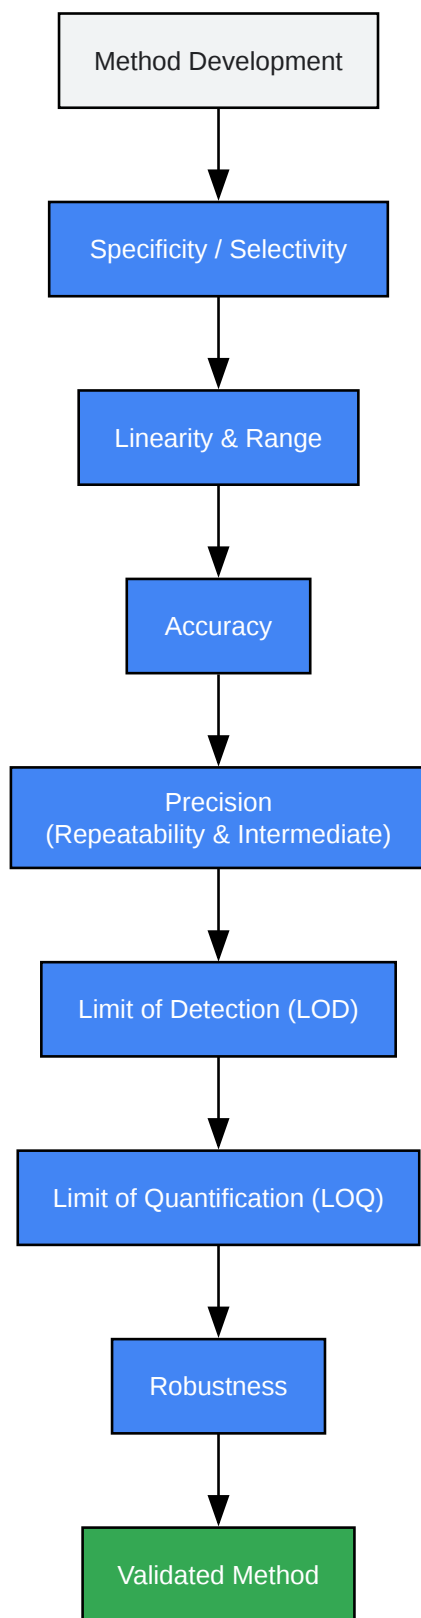 Method Development
Specificity / Selectivity
Linearity & Range
Accuracy
Precision
(Repeatability & Intermediate)
Limit of Detection (LOD)
Limit of Quantification (LOQ)
Robustness
Validated Method